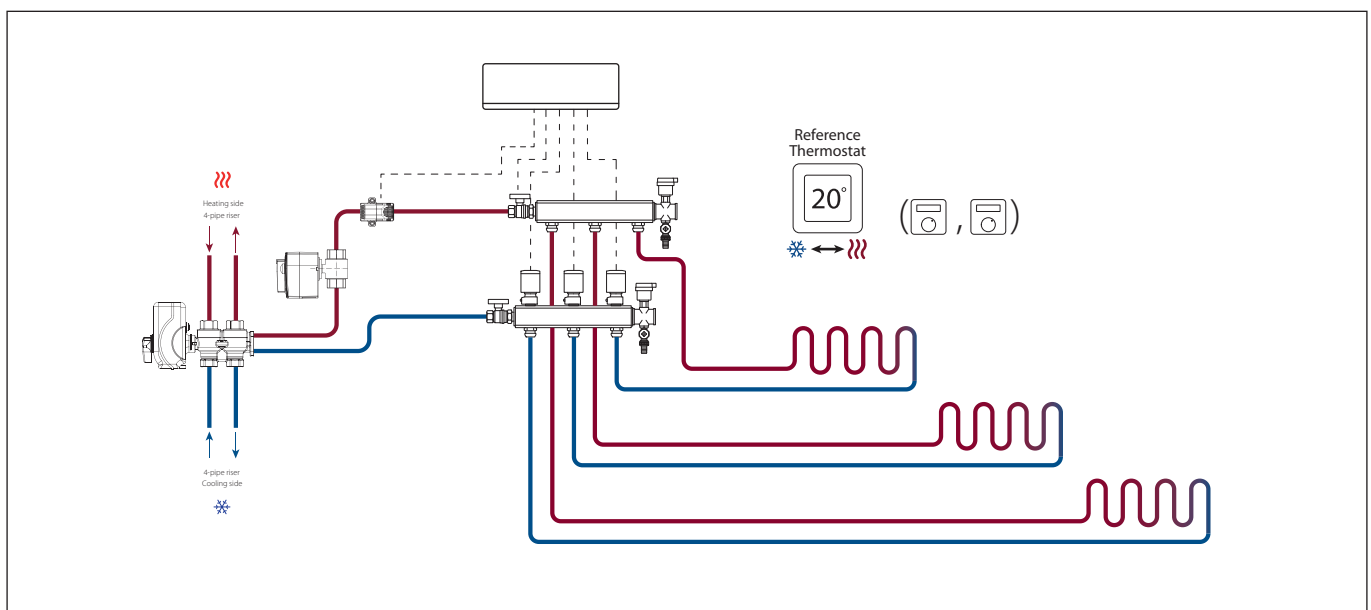 Reference
Thermostat
20°
Heating side
4-pipe riser
( , )
4-pipe riser
Cooling side